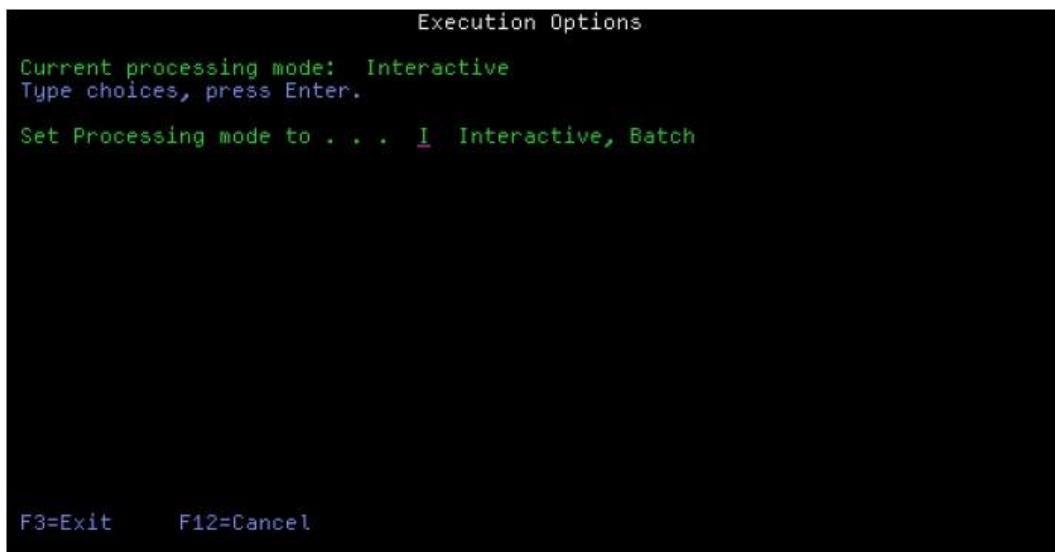 Execution Options
Current processing mode: Interactive
Type choices, press Enter.
Set Processing mode to . . . I Interactive, Batch
F3=Exit F12=Cancel